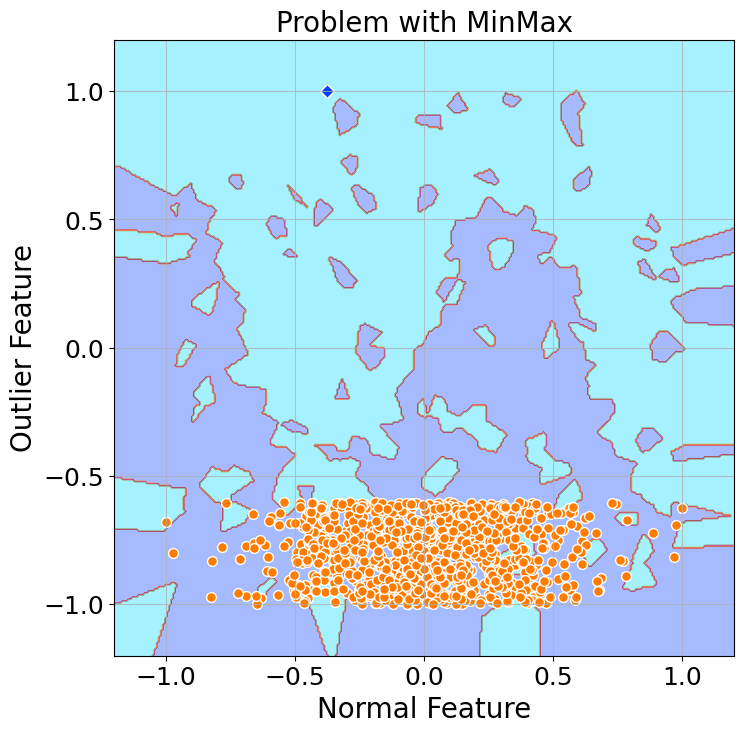 Problem with MinMax
1.0
0.5
0.0
−0.5
−1.0
Outlier Feature
−1.0 −0.5 0.0 0.5 1.0
Normal Feature